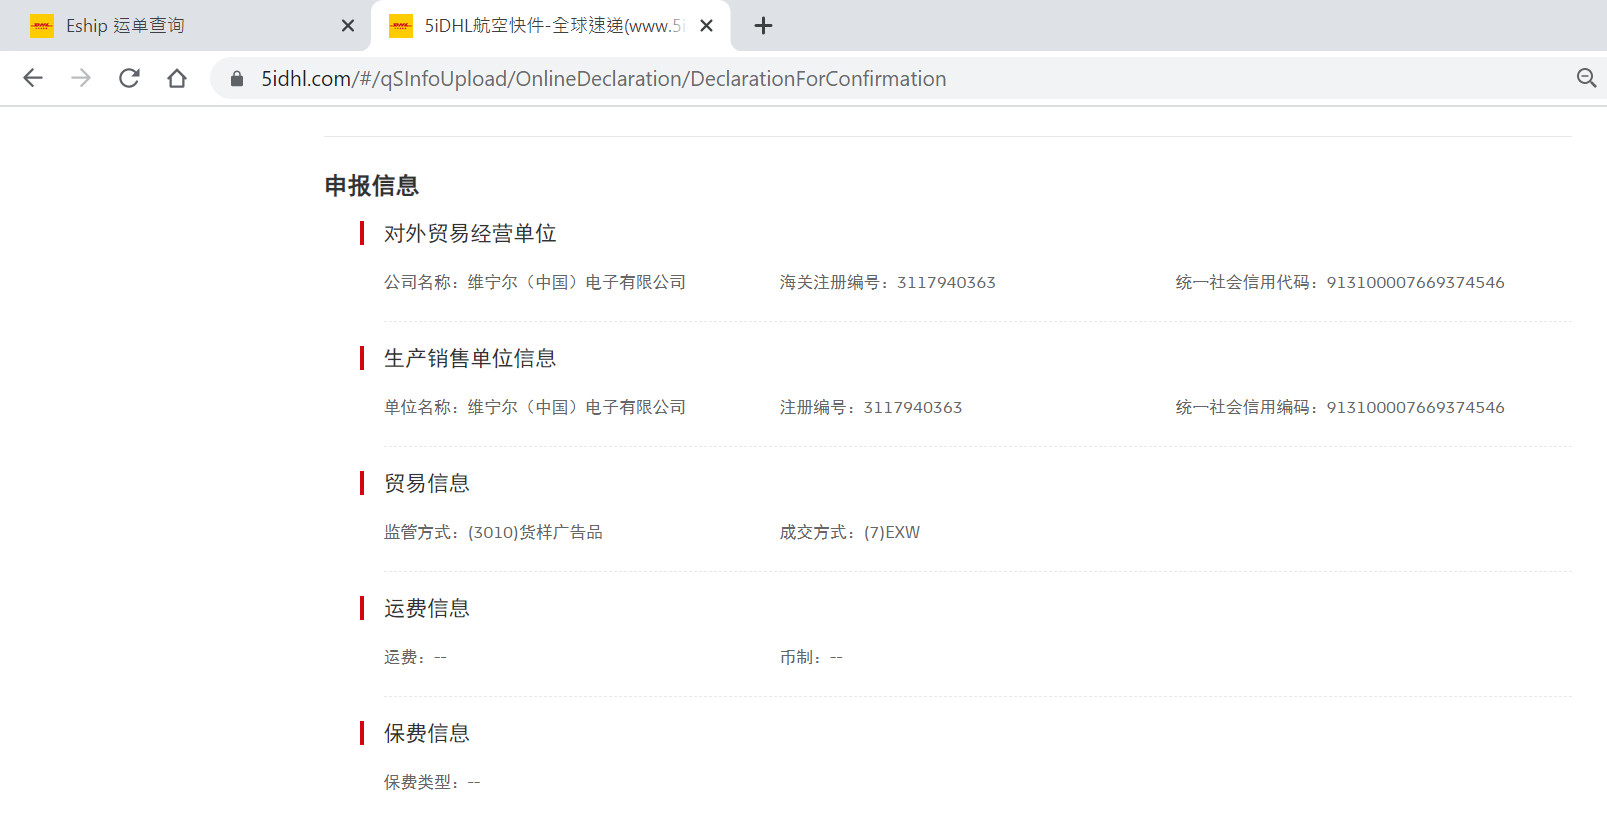 Eship 运单查询
5iDHL航空快件-全球速递(www.5i
5idhl.com/#/qSInfoUpload/OnlineDeclaration/DeclarationForConfirmation
申报信息
对外贸易经营单位
公司名称：维宁尔（中国）电子有限公司 海关注册编号：3117940363 统一社会信用代码：913100007669374546
生产销售单位信息
单位名称：维宁尔（中国）电子有限公司 注册编号：3117940363 统一社会信用编码：913100007669374546
贸易信息
监管方式：(3010)货样广告品 成交方式：(7)EXW
运费信息
运费：-- 币制：--
保费信息
保费类型：--